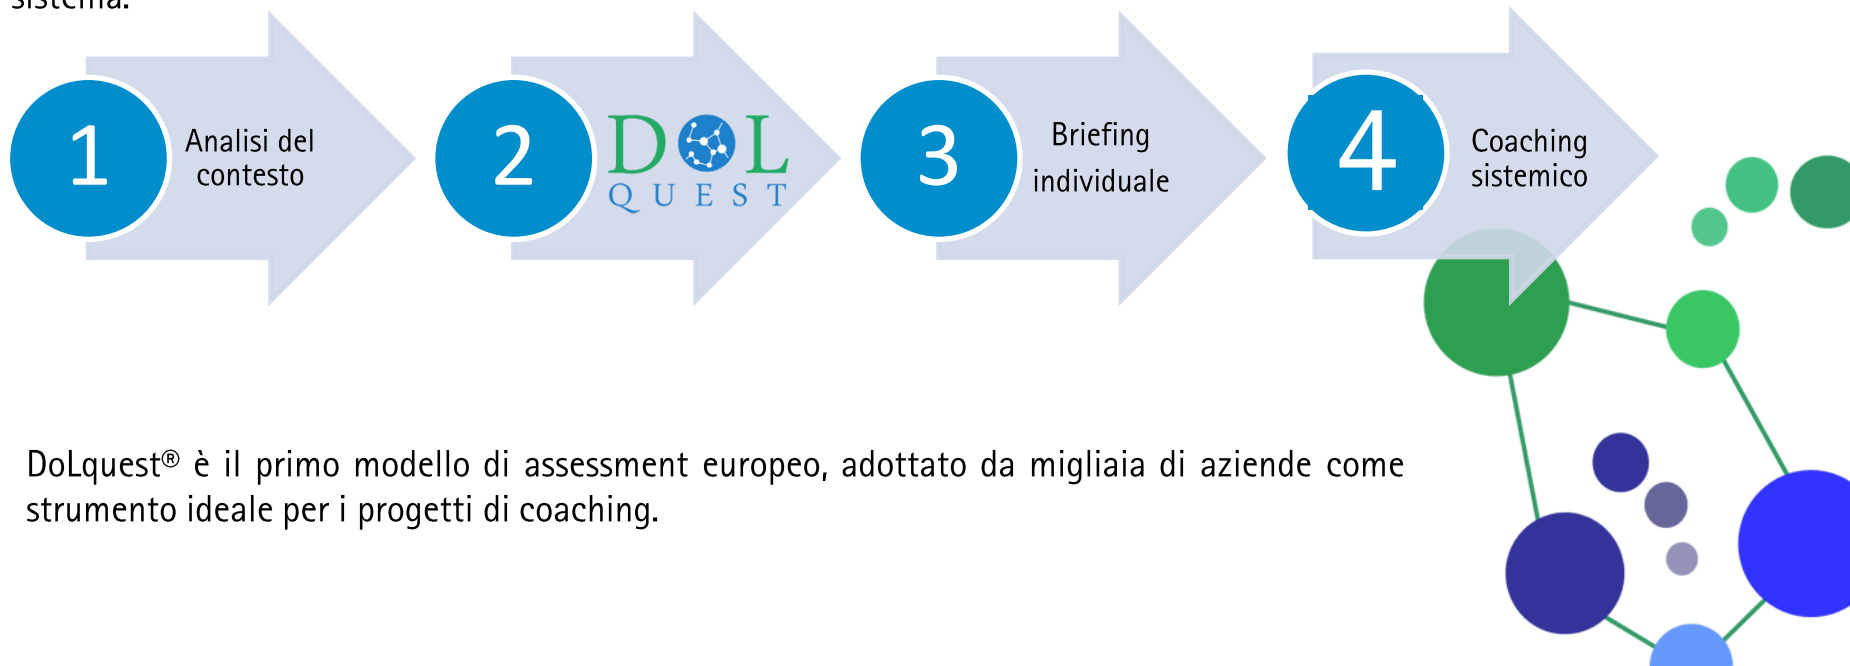 sistema.
1
Analisi del
contesto
2
DOL
QUEST
3
Briefing
individuale
4
Coaching
sistemico
DoLquest® è il primo modello di assessment europeo, adottato da migliaia di aziende come
strumento ideale per i progetti di coaching.